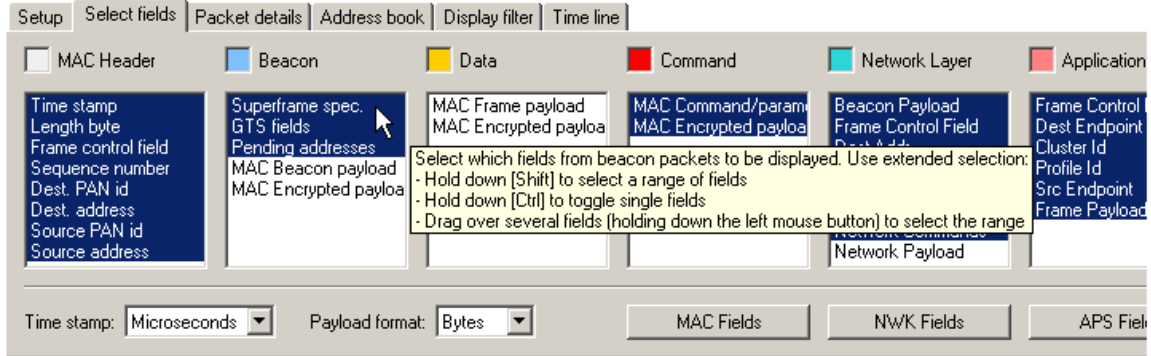 Setup Select fields Packet details Address book Display filter Time line
MAC Header Beacon Data Command Network Layer Application
Time stamp
Length byte
Frame control field
Sequence number
Dest. PAN id
Dest. address
Source PAN id
Source address
Superframe spec.
GTS fields
Pending addresses
MAC Beacon payload
MAC Encrypted payloa
MAC Frame payload
MAC Encrypted payloa
MAC Command/param
MAC Encrypted payloa
Beacon Payload
Frame Control Field
Network Payload
Frame Control
Dest Endpoint
Cluster Id
Profile Id
Src Endpoint
Frame Payload
Select which fields from beacon packets to be displayed. Use extended selection:
- Hold down [Shift] to select a range of fields
- Hold down [Ctrl] to toggle single fields
- Drag over several fields (holding down the left mouse button) to select the range
Time stamp: Microseconds Payload format: Bytes MAC Fields NWK Fields APS Fiel